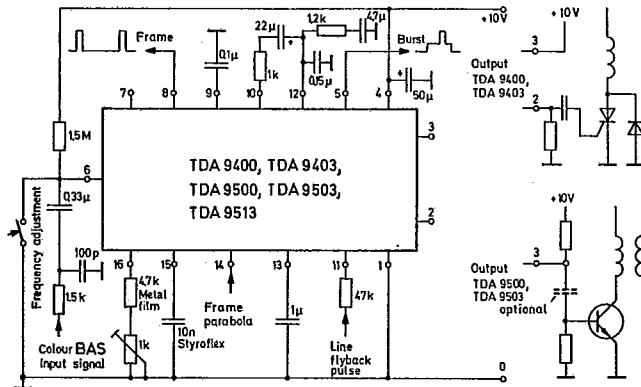 +10V
+10V
Frame
22μ
1,2k
47μ
Burst
0,1μ
1k
0,15μ
50μ
3
Output
TDA 9400,
TDA 9403
2
7
8
9
10
12
5
4
1,5M
6
0,33μ
TDA 9400, TDA 9403,
TDA 9500, TDA 9503,
TDA 9513
3
2
Frequency adjustment
100p
1,5k
Colour BAS
input signal
16
15
14
13
11
1
4,7k
Metal
film
1k
10n
Styroflex
Frame
parabola
1μ
47k
Line
flyback
pulse
+10V
3
Output
TDA 9500,
TDA 9503
optional
0